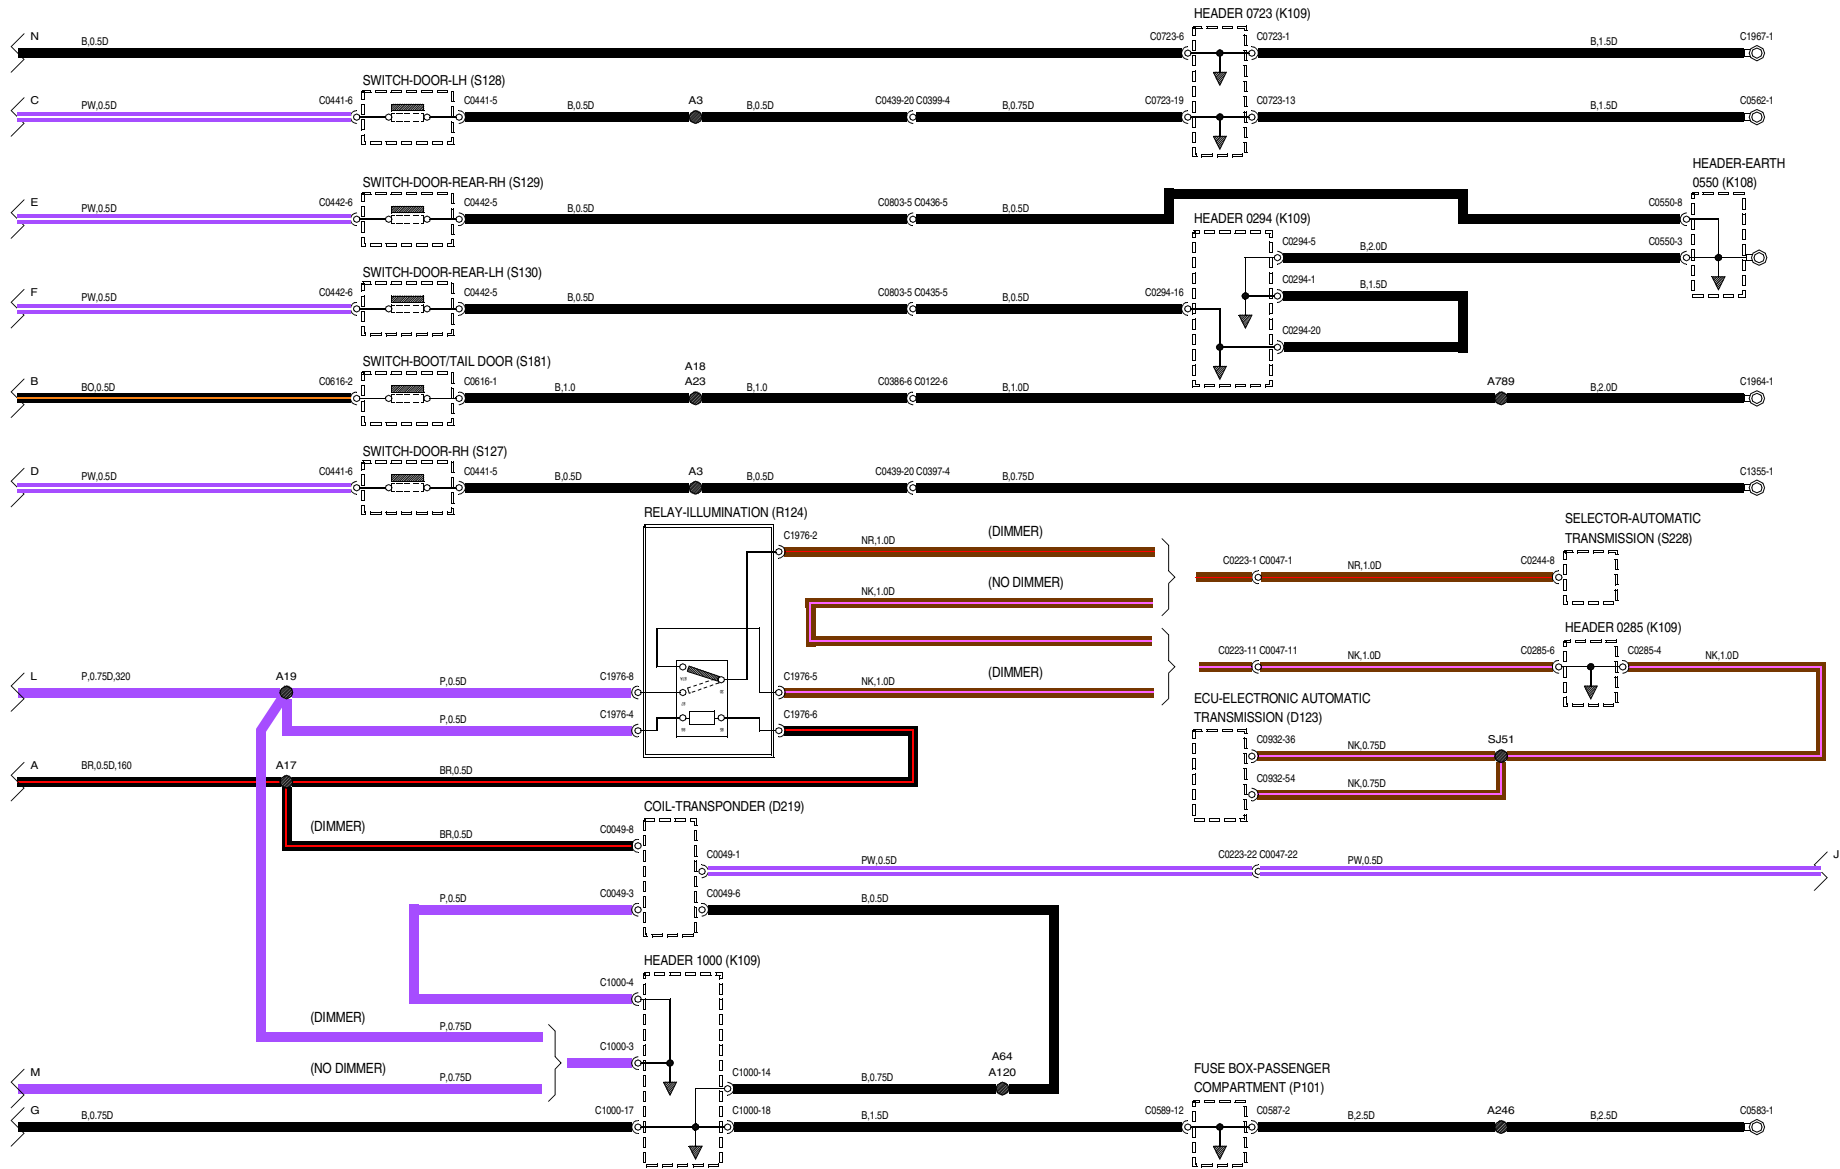 HEADER 0723 (K109)
N
B,0.5D
C0723-6
C0723-1
B,1.5D
C1967-1
SWITCH-DOOR-LH (S128)
C
PW,0.5D
C0441-6
C0441-5
B,0.5D
A3
B,0.5D
C0439-20 C0399-4
B,0.75D
C0723-19
C0723-13
B,1.5D
C0562-1
HEADER-EARTH
0550 (K108)
SWITCH-DOOR-REAR-RH (S129)
E
PW,0.5D
C0442-6
C0442-5
B,0.5D
C0803-5 C0436-5
B,0.5D
C0550-8
HEADER 0294 (K109)
C0294-5
B,2.0D
C0550-3
SWITCH-DOOR-REAR-LH (S130)
F
PW,0.5D
C0442-6
C0442-5
B,0.5D
C0803-5 C0435-5
B,0.5D
C0294-16
C0294-1
B,1.5D
C0294-20
SWITCH-BOOT/TAIL DOOR (S181)
B
BO,0.5D
C0616-2
C0616-1
B,1.0
A18
A23
B,1.0
C0386-6 C0122-6
B,1.0D
A789
B,2.0D
C1964-1
SWITCH-DOOR-RH (S127)
D
PW,0.5D
C0441-6
C0441-5
B,0.5D
A3
B,0.5D
C0439-20 C0397-4
B,0.75D
C1355-1
RELAY-ILLUMINATION (R124)
C1976-2
NR,1.0D
(DIMMER)
SELECTOR-AUTOMATIC
TRANSMISSION (S228)
C0223-1 C0047-1
NR,1.0D
C0244-8
NK,1.0D
(NO DIMMER)
HEADER 0285 (K109)
C0223-11 C0047-11
NK,1.0D
C0285-6
C0285-4
NK,1.0D
L
P,0.75D,320
A19
P,0.5D
C1976-8
C1976-5
NK,1.0D
(DIMMER)
P,0.5D
C1976-4
C1976-6
ECU-ELECTRONIC AUTOMATIC
TRANSMISSION (D123)
C0932-36
NK,0.75D
SJ51
C0932-54
NK,0.75D
A
BR,0.5D,160
A17
BR,0.5D
COIL-TRANSPONDER (D219)
(DIMMER)
BR,0.5D
C0049-8
C0049-1
PW,0.5D
C0223-22 C0047-22
PW,0.5D
J
P,0.5D
C0049-3
C0049-6
B,0.5D
HEADER 1000 (K109)
C1000-4
(DIMMER)
P,0.75D
C1000-3
M
(NO DIMMER)
P,0.75D
C1000-14
B,0.75D
A64
A120
FUSE BOX-PASSENGER
COMPARTMENT (P101)
G
B,0.75D
C1000-17
C1000-18
B,1.5D
C0589-12
C0587-2
B,2.5D
A246
B,2.5D
C0583-1